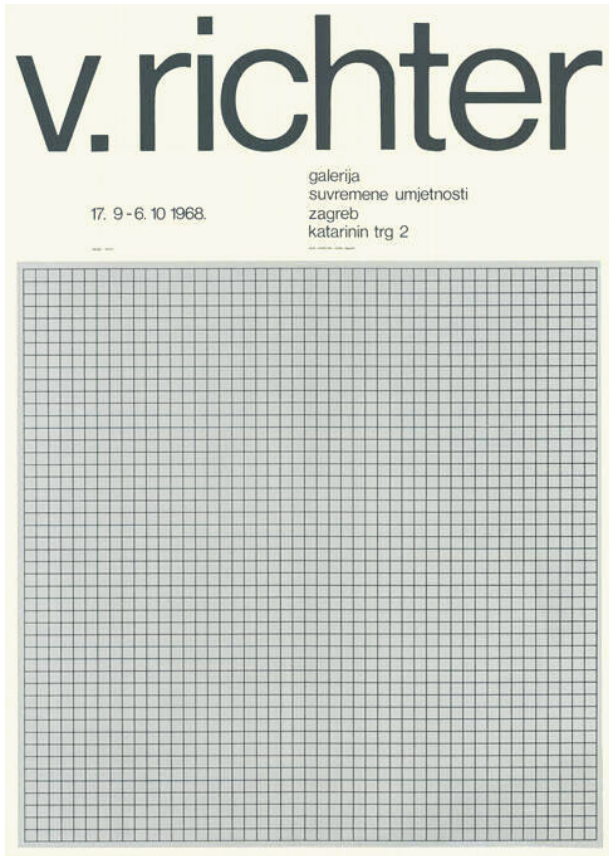 v. richter
galerija
suvremene umjetnosti
17. 9 - 6. 10 1968.
zagreb
katarinin trg 2